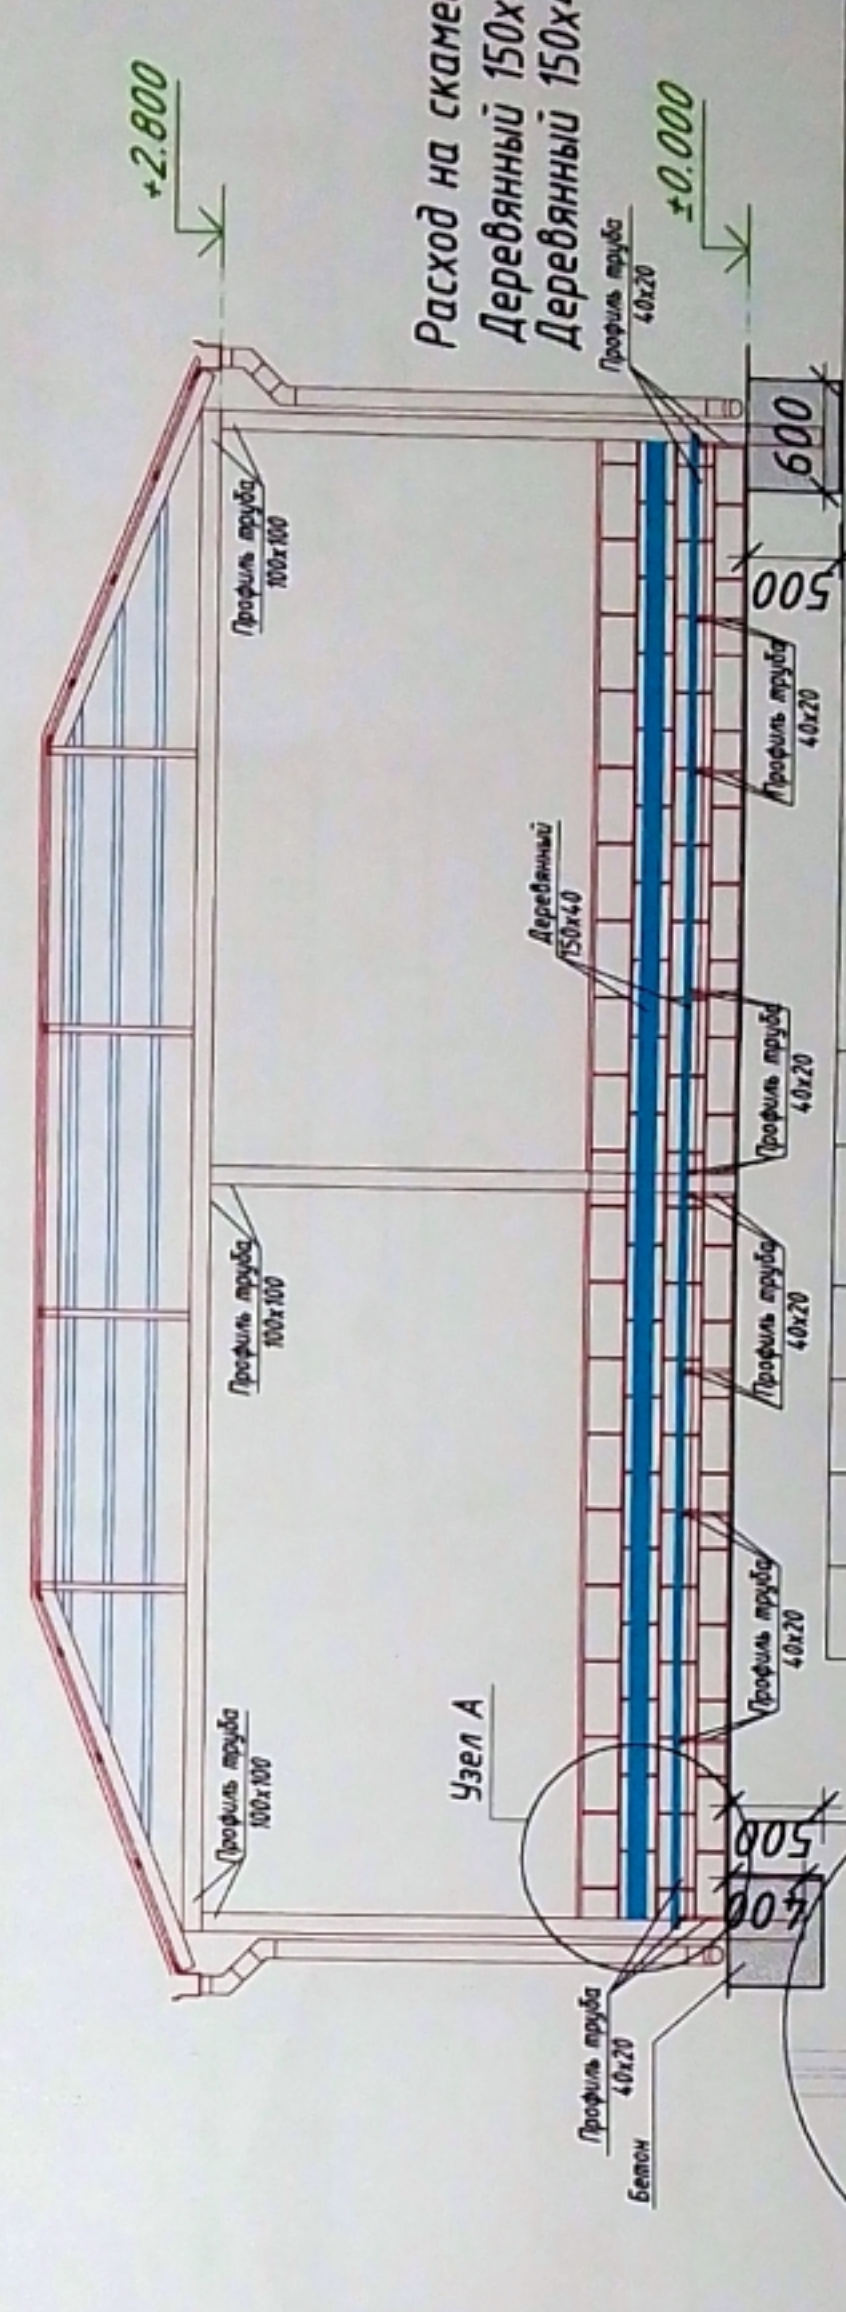 +2.800
Расход на скаме
Деревянный 150х
Деревянный 150х
±0.000
Профиль труба
40х20
600
500
Профиль труба
100х100
Профиль труба
40х20
Деревянный
150х40
Профиль труба
40х20
Профиль труба
100х100
Профиль труба
40х20
Профиль труба
40х20
Профиль труба
100х100
Узел А
500
400
Профиль труба
40х20
Бетон